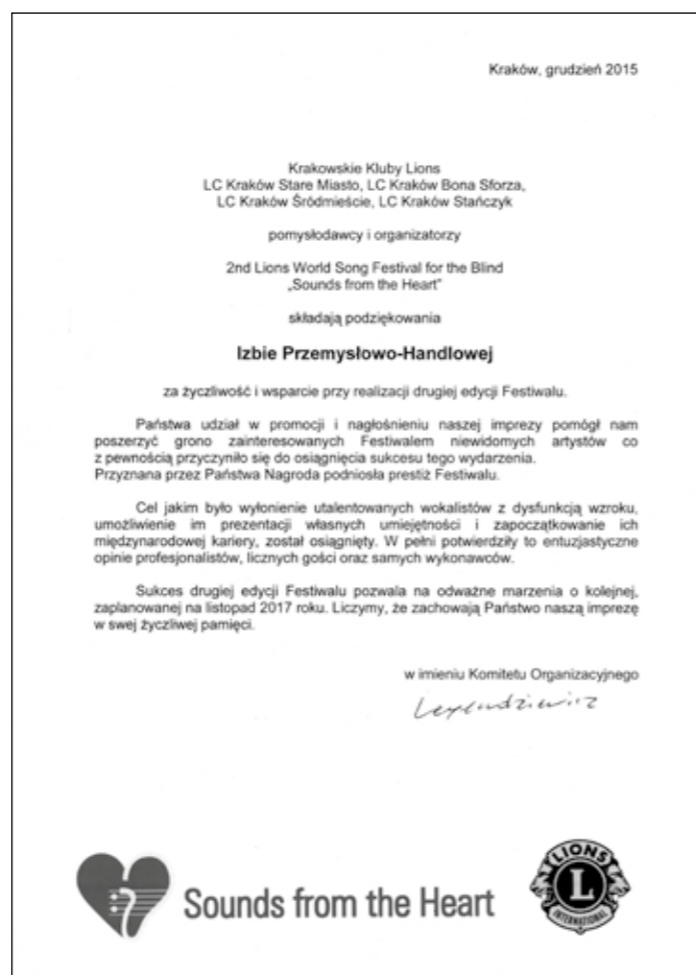 Kraków, grudzień 2015
Krakowskie Kluby Lions
LC Kraków Stare Miasto, LC Kraków Bona Sforza,
LC Kraków Śródmieście, LC Kraków Stańczyk
pomysłodawcy i organizatorzy
2nd Lions World Song Festival for the Blind
„Sounds from the Heart"
składają podziękowania
Izbie Przemysłowo-Handlowej
za życzliwość i wsparcie przy realizacji drugiej edycji Festiwalu.
Państwa udział w promocji i nagłośnieniu naszej imprezy pomógł nam
poszerzyć grono zainteresowanych Festiwalem niewidomych artystów co
z pewnością przyczyniło się do osiągnięcia sukcesu tego wydarzenia.
Przyznana przez Państwa Nagroda podniosła prestiż Festiwalu.
Cel jakim było wyłonienie utalentowanych wokalistów z dysfunkcją wzroku,
umożliwienie im prezentacji własnych umiejętności i zapoczątkowanie ich
międzynarodowej kariery, został osiągnięty. W pełni potwierdziły to entuzjastyczne
opinie profesjonalistów, licznych gości oraz samych wykonawców.
Sukces drugiej edycji Festiwalu pozwala na odważne marzenia o kolejnej,
zaplanowanej na listopad 2017 roku. Liczymy, że zachowają Państwo naszą imprezę
w swej życzliwej pamięci.
w imieniu Komitetu Organizacyjnego
Sounds from the Heart
LIONS
L
INTERNATIONAL